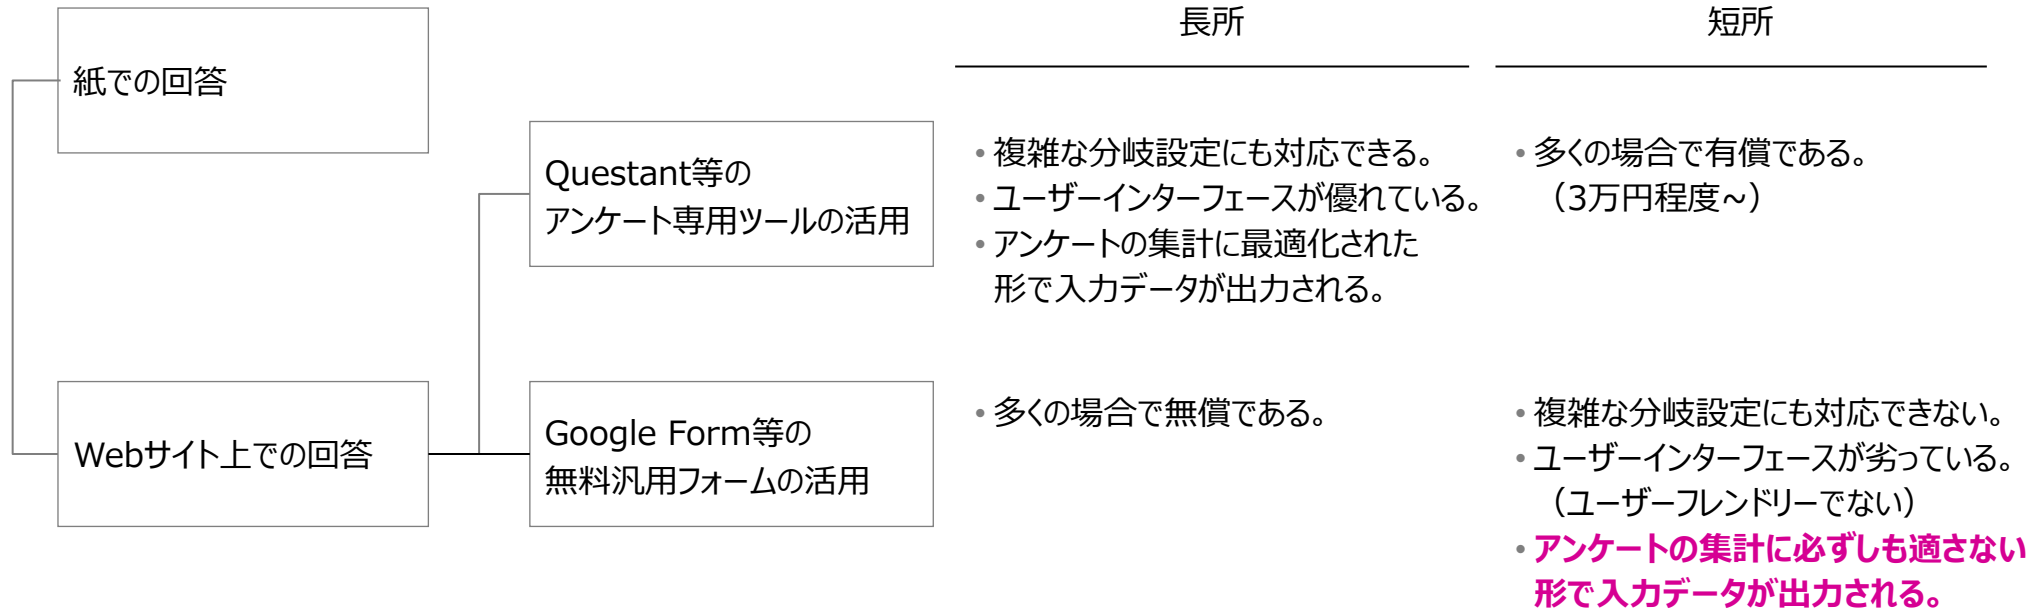 長所
短所
紙での回答
Questant等の
アンケート専用ツールの活用
・複雑な分岐設定にも対応できる。
・ユーザーインターフェースが優れている。
・アンケートの集計に最適化された
形で入力データが出力される。
・多くの場合で有償である。
（3万円程度~）
Webサイト上での回答
Google Form等の
無料汎用フォームの活用
・多くの場合で無償である。
・複雑な分岐設定にも対応できない。
・ユーザーインターフェースが劣っている。
（ユーザーフレンドリーでない）
・アンケートの集計に必ずしも適さない
形で入力データが出力される。